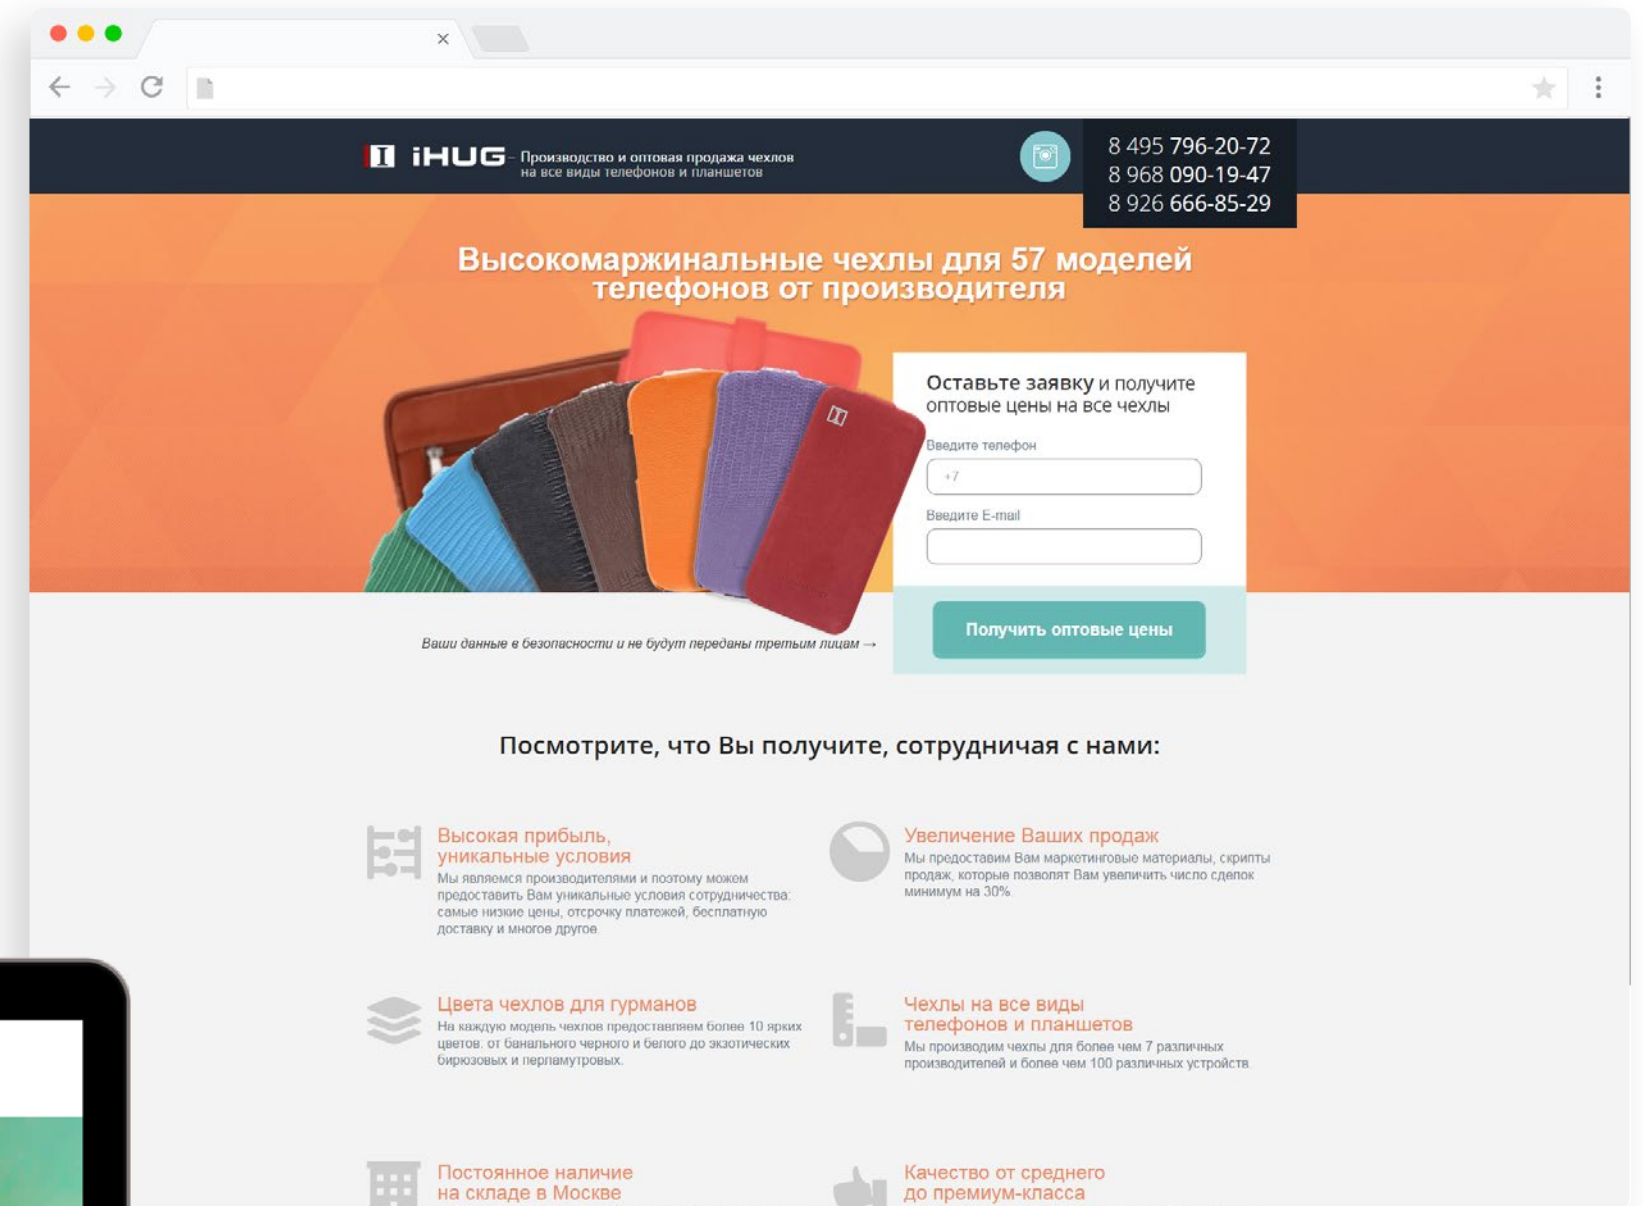 iHUG – Производство и оптовая продажа чехлов
на все виды телефонов и планшетов
8 495 796-20-72
8 968 090-19-47
8 926 666-85-29
Высокомаржинальные чехлы для 57 моделей
телефонов от производителя
Оставьте заявку и получите
оптовые цены на все чехлы
Введите телефон
+7
Введите E-mail
Получить оптовые цены
Ваши данные в безопасности и не будут переданы третьим лицам →
Посмотрите, что Вы получите, сотрудничая с нами:
Высокая прибыль,
уникальные условия
Мы являемся производителями и поэтому можем
предоставить Вам уникальные условия сотрудничества:
самые низкие цены, отсрочку платежей, бесплатную
доставку и многое другое.
Увеличение Ваших продаж
Мы предоставим Вам маркетинговые материалы, скрипты
продаж, которые позволят Вам увеличить число сделок
минимум на 30%.
Цвета чехлов для гурманов
На каждую модель чехлов предоставляем более 10 ярких
цветов: от банального черного и белого до экзотических
бирюзовых и перламутровых.
Чехлы на все виды
телефонов и планшетов
Мы производим чехлы для более чем 7 различных
производителей и более чем 100 различных устройств.
Постоянное наличие
на складе в Москве
Качество от среднего
до премиум-класса